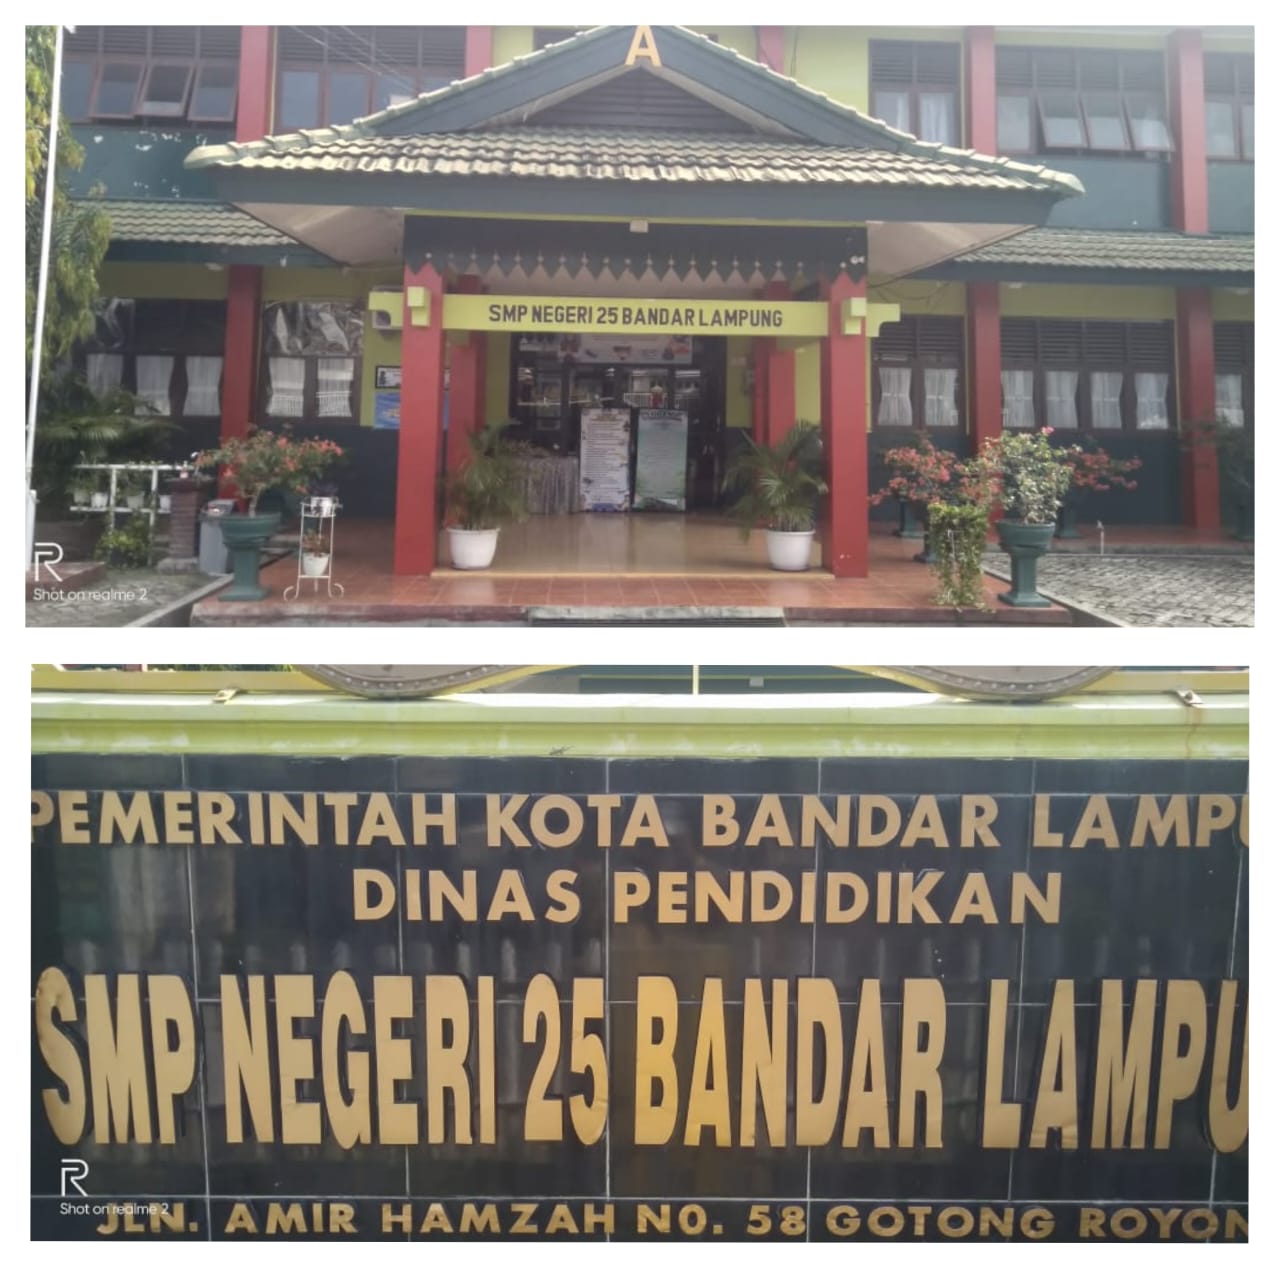 A
SMP NEGERI 25 BANDAR LAMPUNG
R
Shot on realme 2
PEMERINTAH KOTA BANDAR LAMPU
DINAS PENDIDIKAN
SMP NEGERI 25 BANDAR LAMPU
R
Shot on realme 2
JLN. AMIR HAMZAH NO. 58 GOTONG ROYON